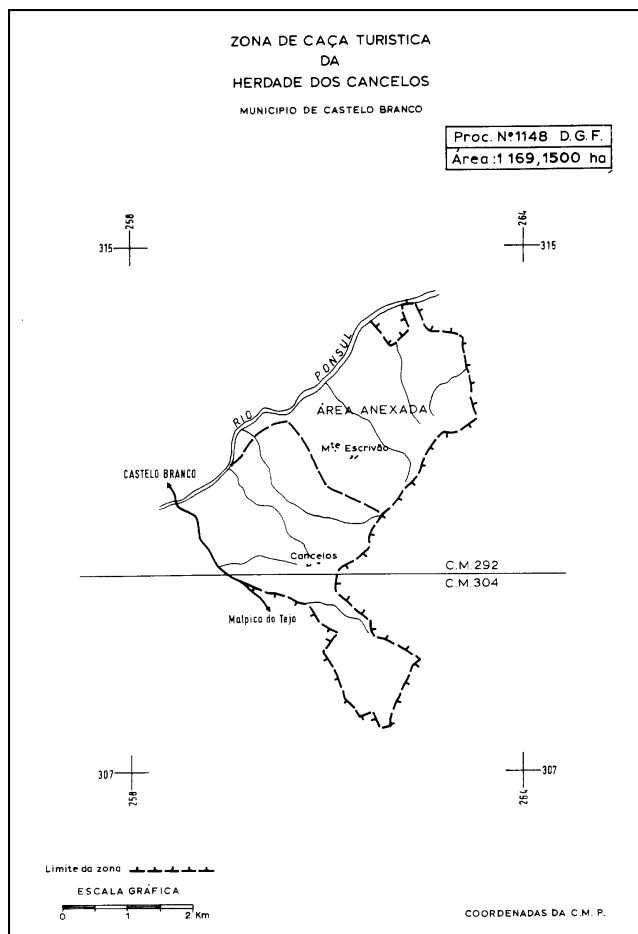 ZONA DE CAÇA TURISTICA
DA
HERDADE DOS CANCELOS
MUNICIPIO DE CASTELO BRANCO
Proc. Nº1148 D.G.F.
Área:1 169,1500 ha
258
264
315
315
RIO PONSUL
ÁREA ANEXADA
Mte Escrivão
CASTELO BRANCO
Cancelos
C.M. 292
C.M. 304
Malpica do Tejo
307
307
258
264
Limite da zona
ESCALA GRÁFICA
0 1 2 Km
COORDENADAS DA C.M.P.